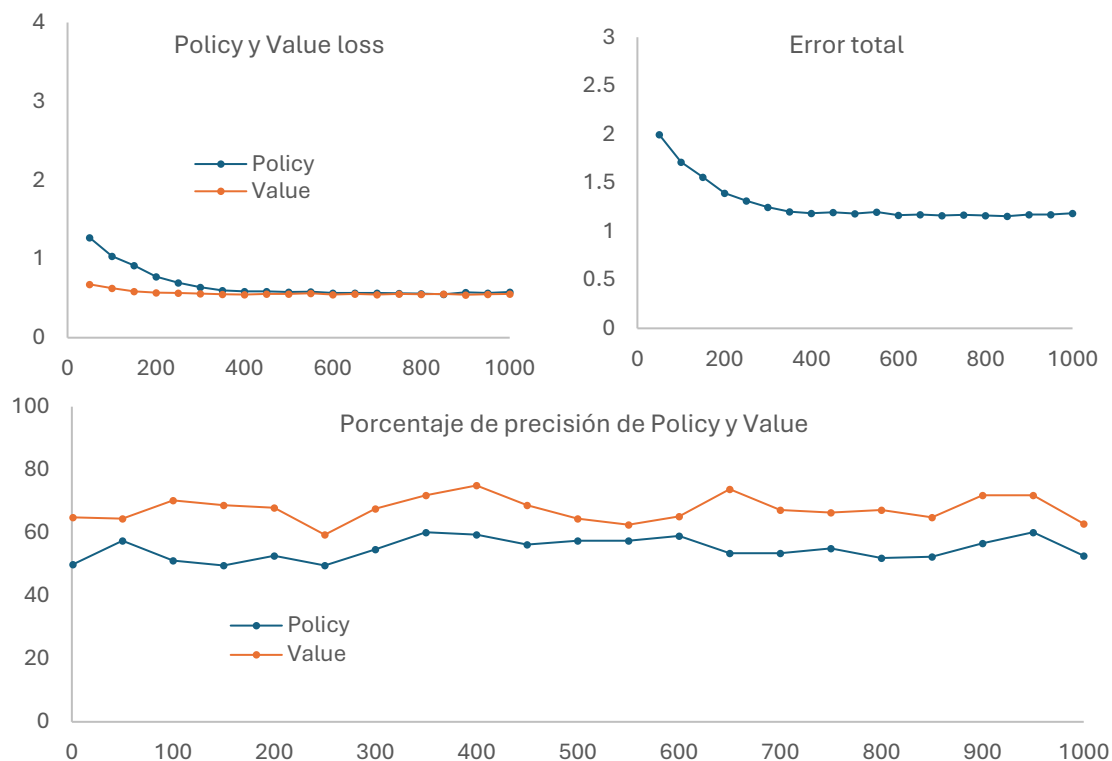 Policy y Value loss
4
3
2
1
0
Policy
Value
0 200 400 600 800 1000
Error total
3
2.5
2
1.5
1
0.5
0
0 200 400 600 800 1000
Porcentaje de precisión de Policy y Value
100
80
60
40
20
0
Policy
Value
0 100 200 300 400 500 600 700 800 900 1000